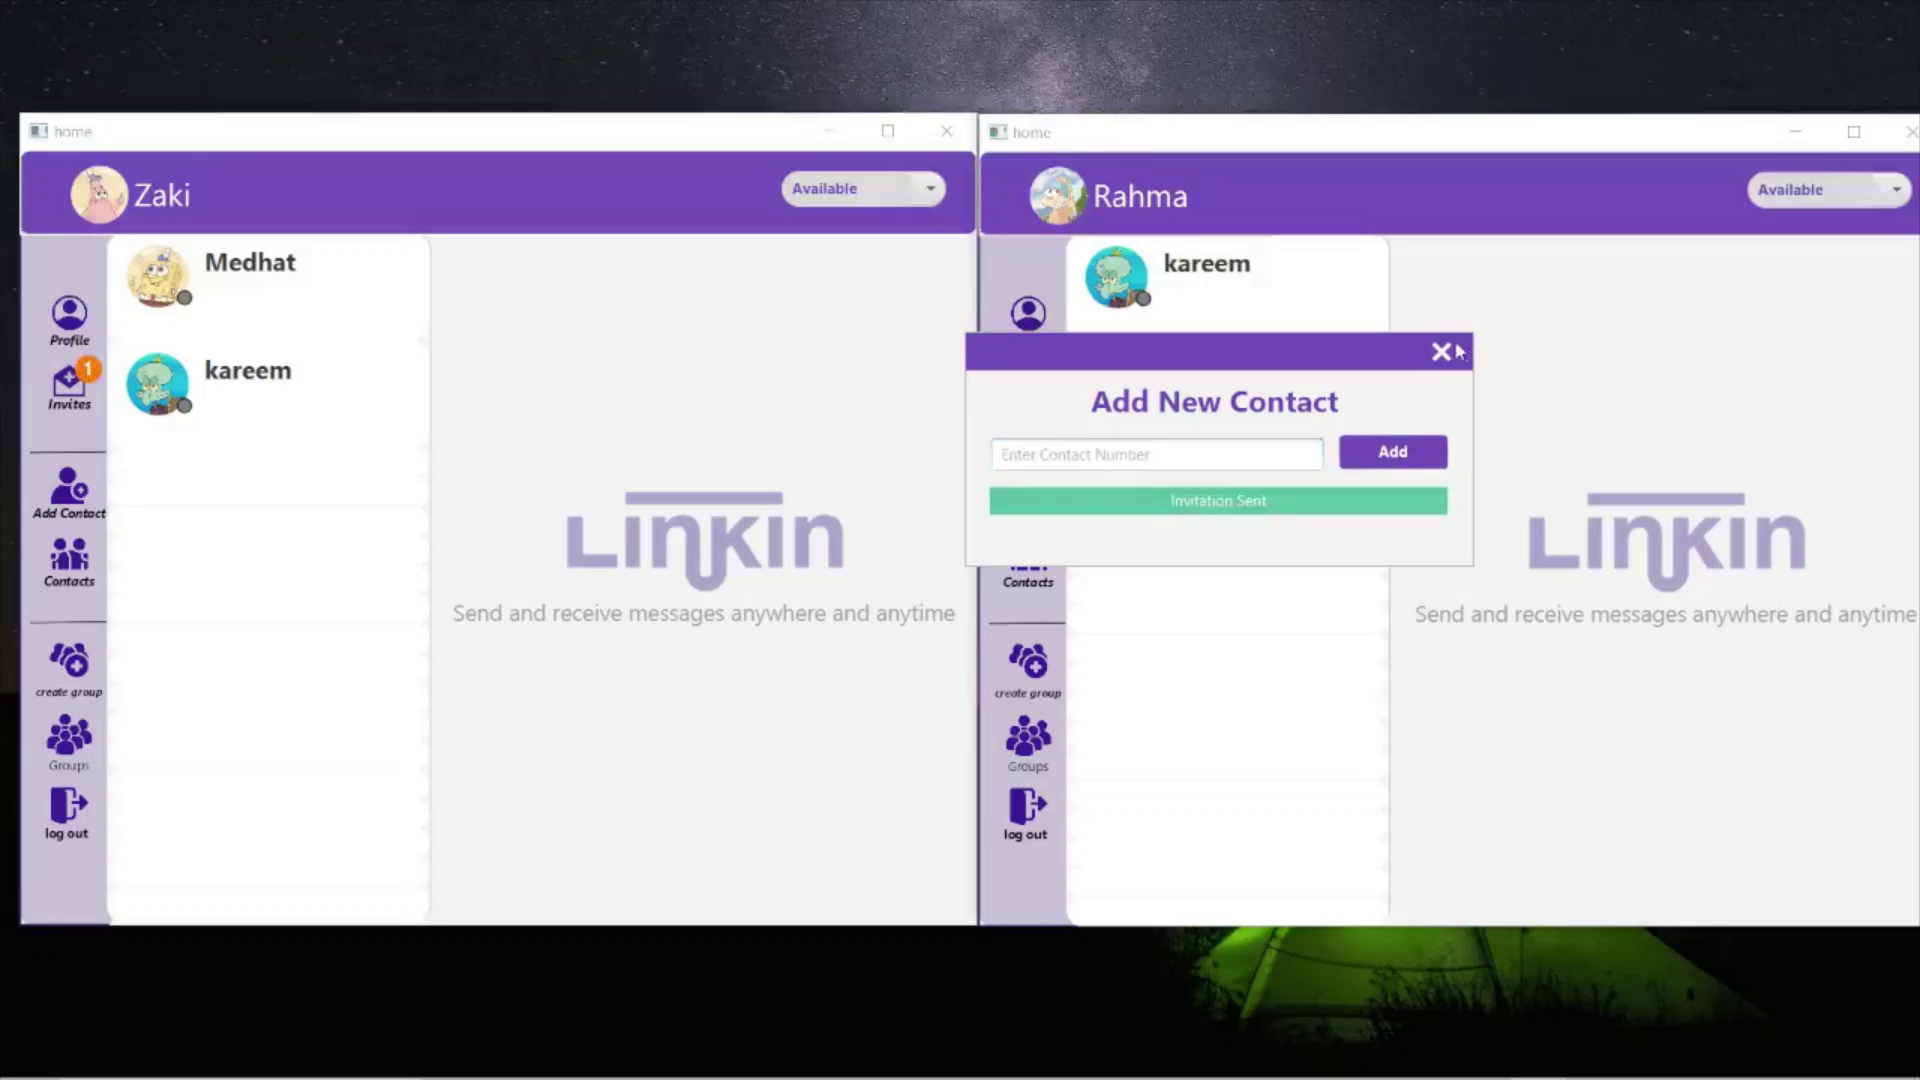 home
Zaki
Available
Medhat
kareem
Profile
1
Invites
Add Contact
Contacts
create group
Groups
log out
Linkin
Send and receive messages anywhere and anytime
home
Rahma
Available
kareem
Add New Contact
Enter Contact Number
Add
Invitation Sent
Contacts
create group
Groups
log out
Linkin
Send and receive messages anywhere and anytime